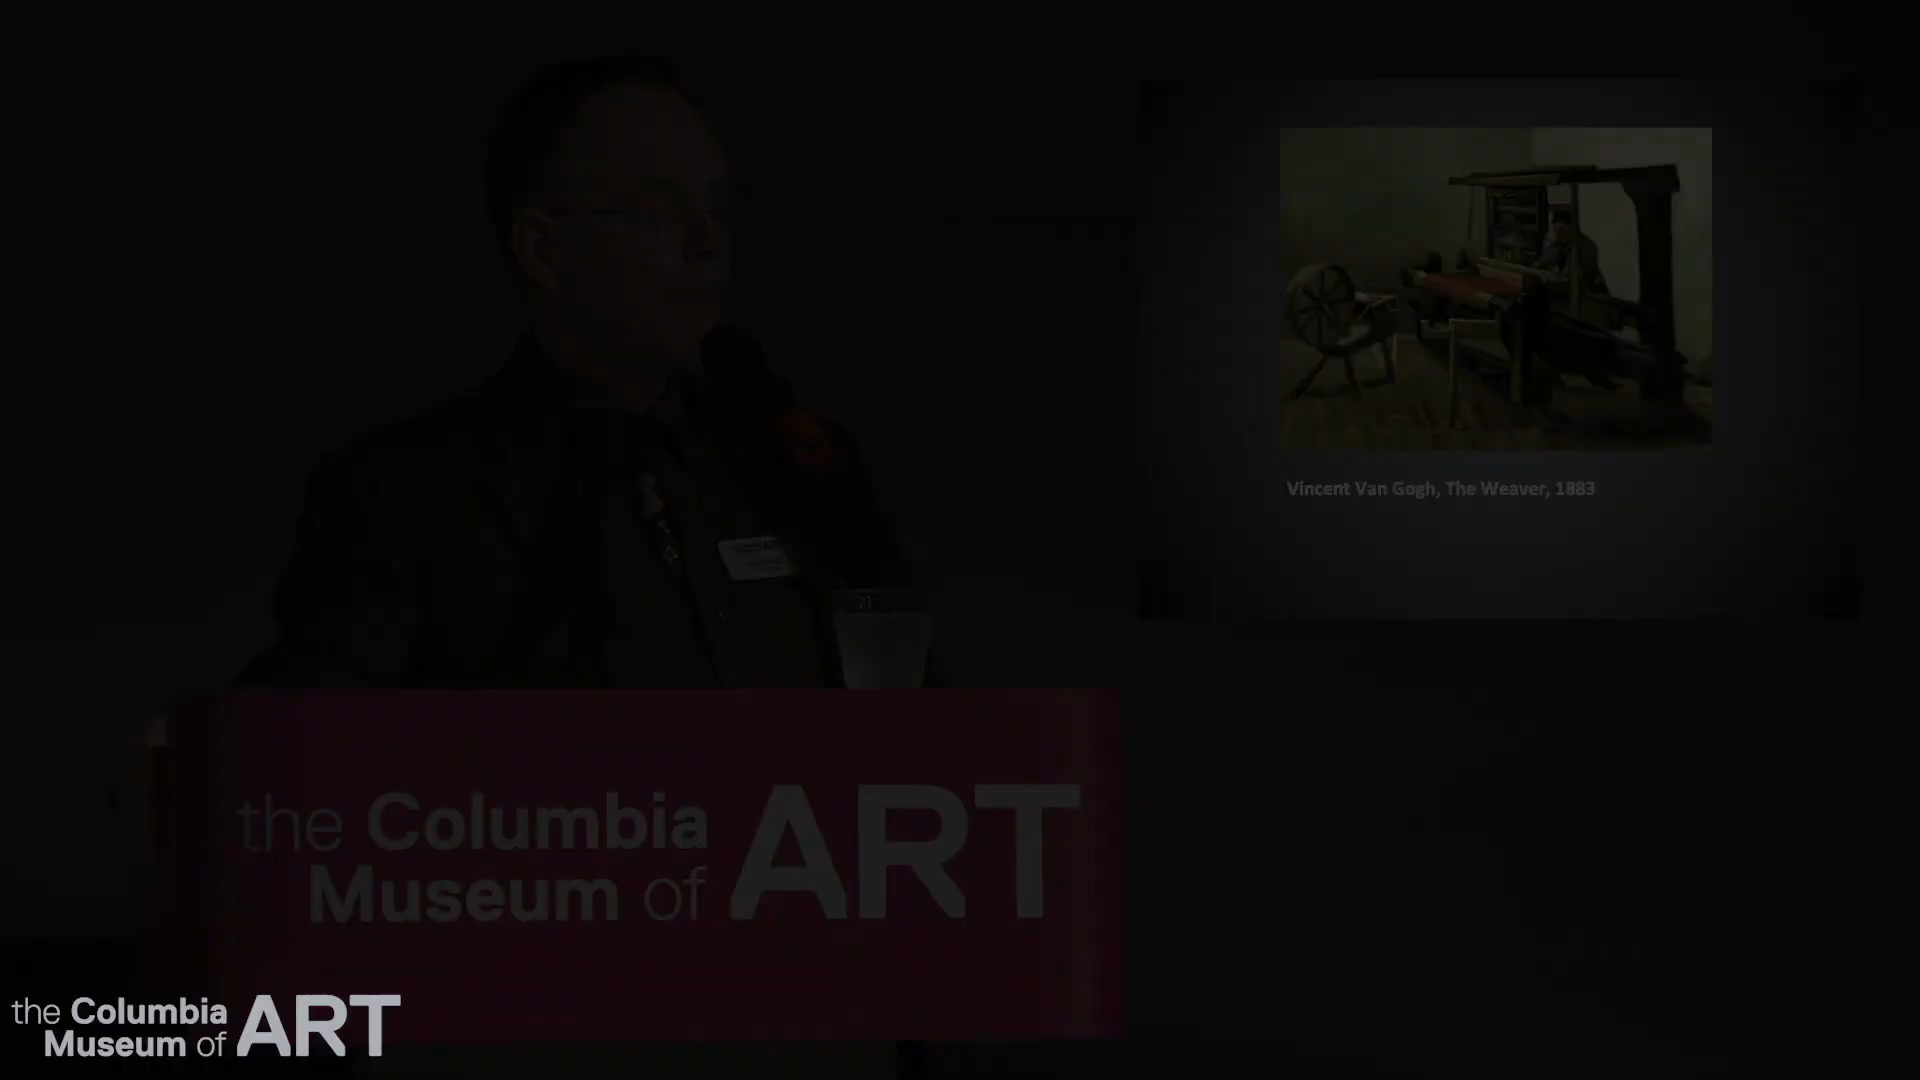 Vincent Van Gogh, The Weaver, 1883
the Columbia
Museum of ART
the Columbia
Museum of ART